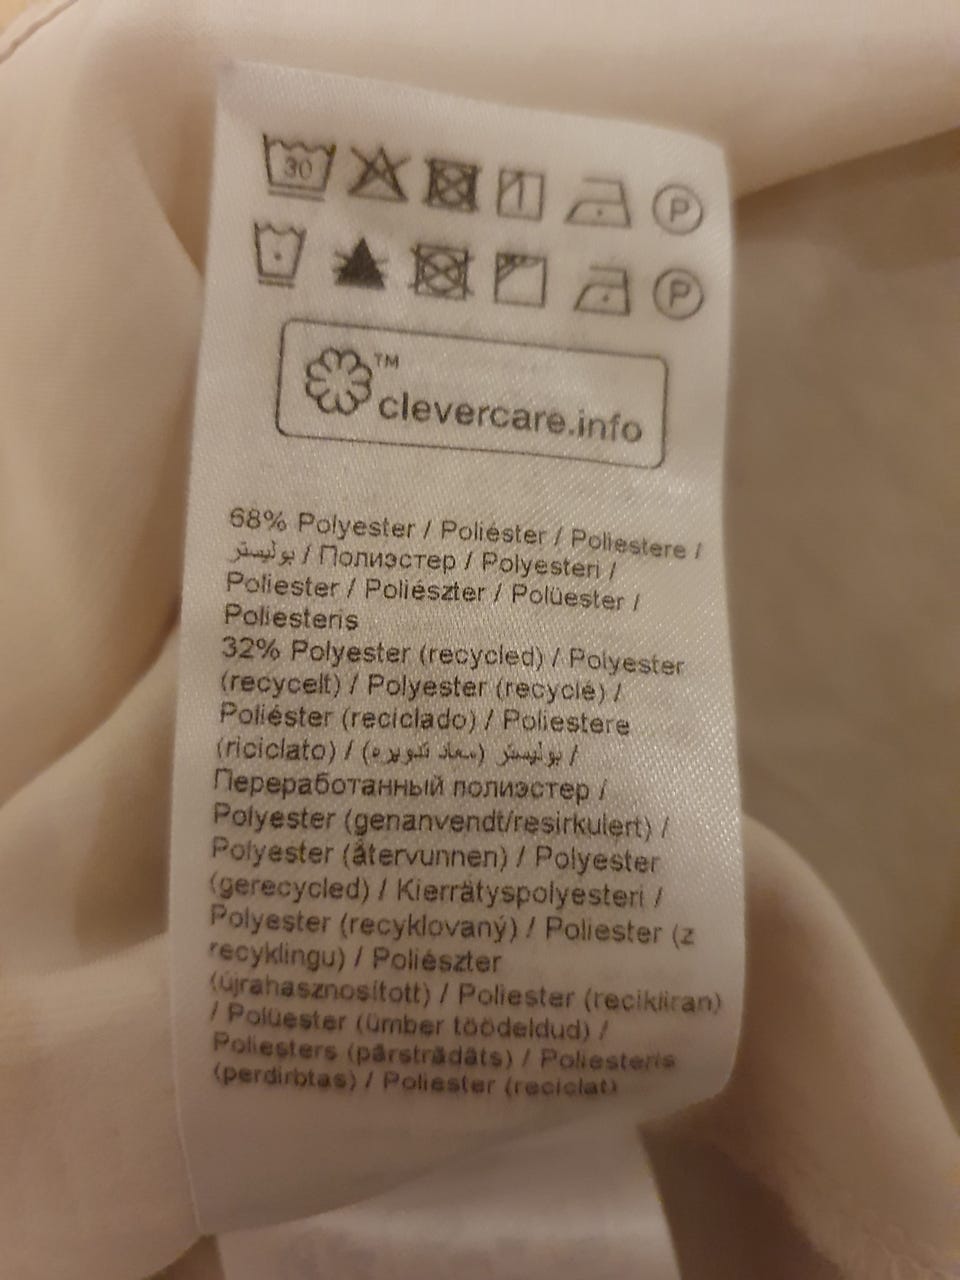 30
P
P
TM
clevercare.info
68% Polyester / Poliéster / Poliestere /
بوليستر / Полиэстер / Polyesteri /
Poliester / Poliészter / Polüester /
Poliesteris
32% Polyester (recycled) / Polyester
(recycelt) / Polyester (recyclé) /
Poliéster (reciclado) / Poliestere
(riciclato) / بوليستر (معاد تدويره) /
Переработанный полиэстер /
Polyester (genanvendt/resirkulert) /
Polyester (återvunnen) / Polyester
(gerecycled) / Kierrätyspolyesteri /
Polyester (recyklovaný) / Poliester (z
recyklingu) / Poliészter
(újrahasznosított) / Poliester (recikliran)
/ Polüester (ümber töödeldud) /
Poliesters (pārstrādāts) / Poliesteris
(perdirbtas) / Poliester (reciclat)